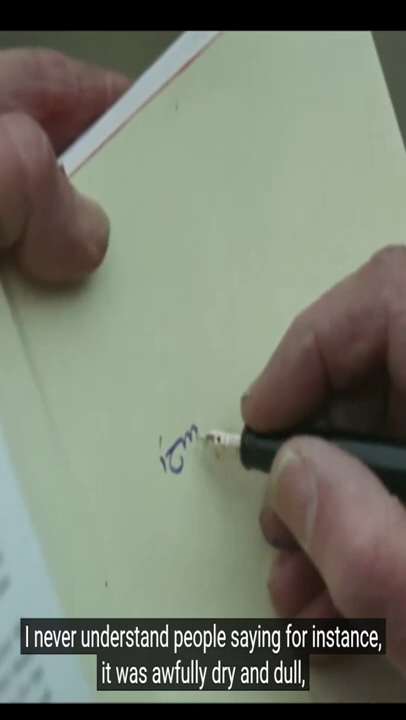 I never understand people saying for instance,
it was awfully dry and dull,